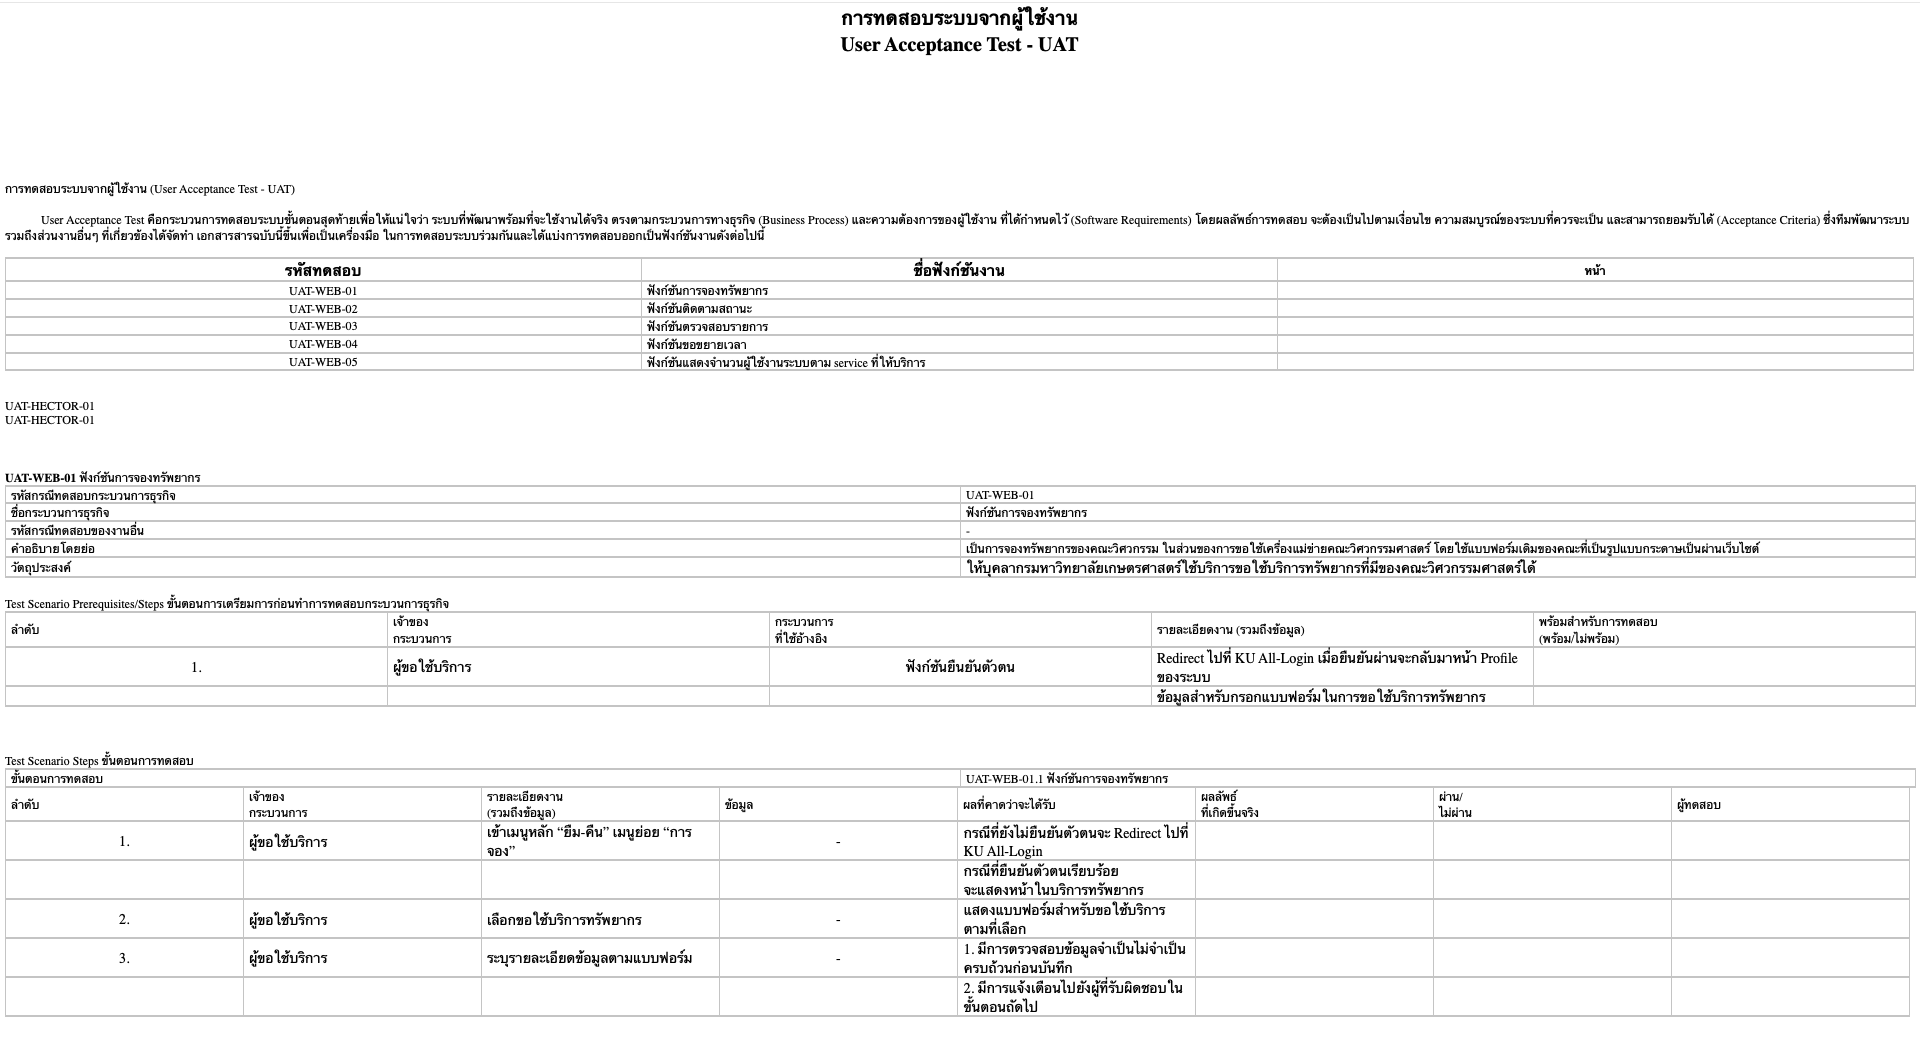 การทดสอบระบบจากผู้ใช้งาน
User Acceptance Test - UAT
การทดสอบระบบจากผู้ใช้งาน (User Acceptance Test - UAT)
User Acceptance Test คือกระบวนการทดสอบระบบขั้นตอนสุดท้ายเพื่อให้แน่ใจว่า ระบบที่พัฒนาพร้อมที่จะใช้งานได้จริง ตรงตามกระบวนการทางธุรกิจ (Business Process) และความต้องการของผู้ใช้งาน ที่ได้กำหนดไว้ (Software Requirements) โดยผลลัพธ์การทดสอบ จะต้องเป็นไปตามเงื่อนไข ความสมบูรณ์ของระบบที่ควรจะเป็น และสามารถยอมรับได้ (Acceptance Criteria) ซึ่งทีมพัฒนาระบบ
รวมถึงส่วนงานอื่นๆ ที่เกี่ยวข้องได้จัดทำ เอกสารสารฉบับนี้ขึ้นเพื่อเป็นเครื่องมือ ในการทดสอบระบบร่วมกันและได้แบ่งการทดสอบออกเป็นฟังก์ชันงานดังต่อไปนี้
รหัสทดสอบ ชื่อฟังก์ชันงาน หน้า
UAT-WEB-01 ฟังก์ชันการจองทรัพยากร
UAT-WEB-02 ฟังก์ชันติดตามสถานะ
UAT-WEB-03 ฟังก์ชันตรวจสอบรายการ
UAT-WEB-04 ฟังก์ชันขอขยายเวลา
UAT-WEB-05 ฟังก์ชันแสดงจำนวนผู้ใช้งานระบบตาม service ที่ให้บริการ
UAT-HECTOR-01
UAT-HECTOR-01
UAT-WEB-01 ฟังก์ชันการจองทรัพยากร
รหัสกรณีทดสอบกระบวนการธุรกิจ UAT-WEB-01
ชื่อกระบวนการธุรกิจ ฟังก์ชันการจองทรัพยากร
รหัสกรณีทดสอบของงานอื่น -
คำอธิบายโดยย่อ เป็นการจองทรัพยากรของคณะวิศวกรรม ในส่วนของการขอใช้เครื่องแม่ข่ายคณะวิศวกรรมศาสตร์ โดยใช้แบบฟอร์มเดิมของคณะที่เป็นรูปแบบกระดาษเป็นผ่านเว็บไซต์
วัตถุประสงค์ ให้บุคลากรมหาวิทยาลัยเกษตรศาสตร์ใช้บริการขอใช้บริการทรัพยากรที่มีของคณะวิศวกรรมศาสตร์ได้
Test Scenario Prerequisites/Steps ขั้นตอนการเตรียมการก่อนทำการทดสอบกระบวนการธุรกิจ
ลำดับ เจ้าของ กระบวนการ กระบวนการ ที่ใช้อ้างอิง รายละเอียดงาน (รวมถึงข้อมูล) พร้อมสำหรับการทดสอบ (พร้อม/ไม่พร้อม)
1. ผู้ขอใช้บริการ ฟังก์ชันยืนยันตัวตน Redirect ไปที่ KU All-Login เมื่อยืนยันผ่านจะกลับมาหน้า Profile
ของระบบ
ข้อมูลสำหรับกรอกแบบฟอร์มในการขอใช้บริการทรัพยากร
Test Scenario Steps ขั้นตอนการทดสอบ
ขั้นตอนการทดสอบ UAT-WEB-01.1 ฟังก์ชันการจองทรัพยากร
ลำดับ เจ้าของ กระบวนการ รายละเอียดงาน (รวมถึงข้อมูล) ข้อมูล ผลที่คาดว่าจะได้รับ ผลลัพธ์ ที่เกิดขึ้นจริง ผ่าน/ ไม่ผ่าน ผู้ทดสอบ
1. ผู้ขอใช้บริการ เข้าเมนูหลัก “ยืม-คืน” เมนูย่อย “การ
จอง” - กรณีที่ยังไม่ยืนยันตัวตนจะ Redirect ไปที่
KU All-Login
กรณีที่ยืนยันตัวตนเรียบร้อย
จะแสดงหน้าในบริการทรัพยากร
2. ผู้ขอใช้บริการ เลือกขอใช้บริการทรัพยากร - แสดงแบบฟอร์มสำหรับขอใช้บริการ
ตามที่เลือก
3. ผู้ขอใช้บริการ ระบุรายละเอียดข้อมูลตามแบบฟอร์ม - 1. มีการตรวจสอบข้อมูลจำเป็นไม่จำเป็น
ครบถ้วนก่อนบันทึก
2. มีการแจ้งเตือนไปยังผู้ที่รับผิดชอบใน
ขั้นตอนถัดไป